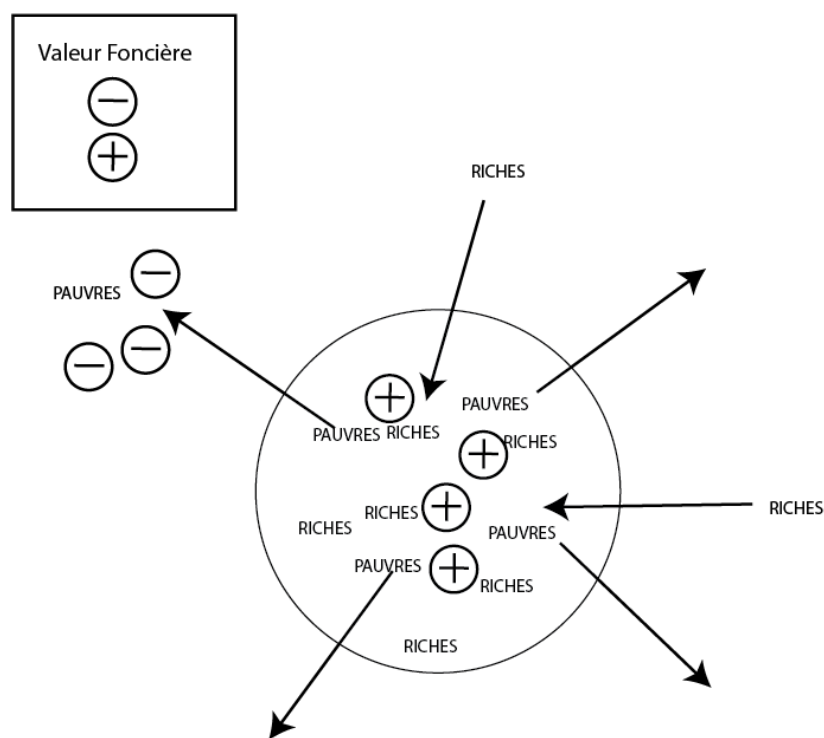 Valeur Foncière
−
+
RICHES
PAUVRES
−
−
−
+
PAUVRES
PAUVRES RICHES
+
RICHES
RICHES
+
RICHES
RICHES
PAUVRES
PAUVRES
+
RICHES
RICHES